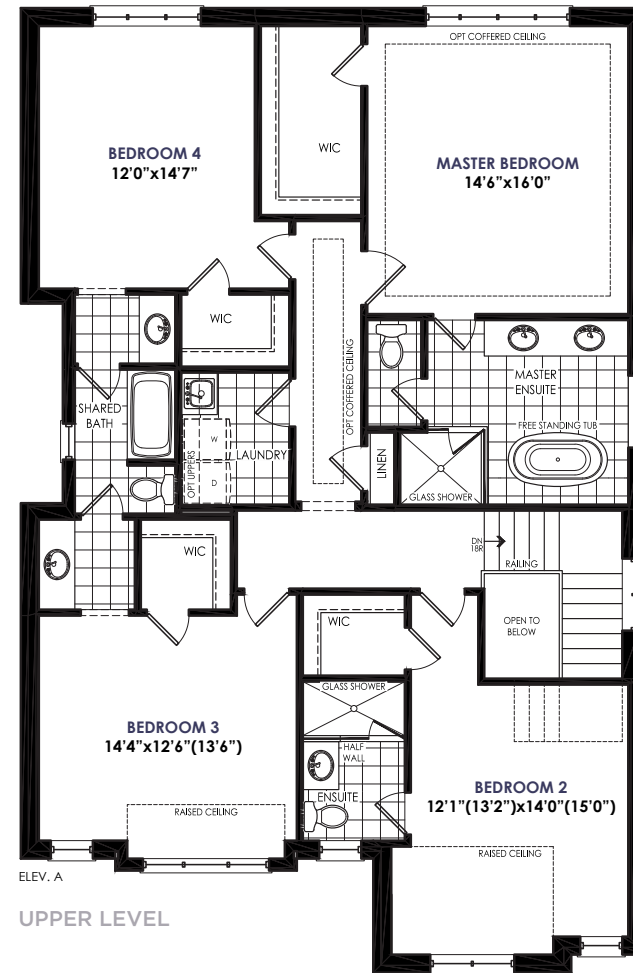 OPT COFFERED CEILING
BEDROOM 4
12'0"x14'7"
WIC
MASTER BEDROOM
14'6"x16'0"
WIC
OPT COFFERED CEILING
MASTER
ENSUITE
SHARED
BATH
W
D
OPT UPPERS
LAUNDRY
LINEN
FREE STANDING TUB
GLASS SHOWER
WIC
DN
18R
RAILING
OPEN TO
BELOW
WIC
GLASS SHOWER
BEDROOM 3
14'4"x12'6"(13'6")
HALF
WALL
ENSUITE
BEDROOM 2
12'1"(13'2")x14'0"(15'0")
RAISED CEILING
RAISED CEILING
ELEV. A
UPPER LEVEL